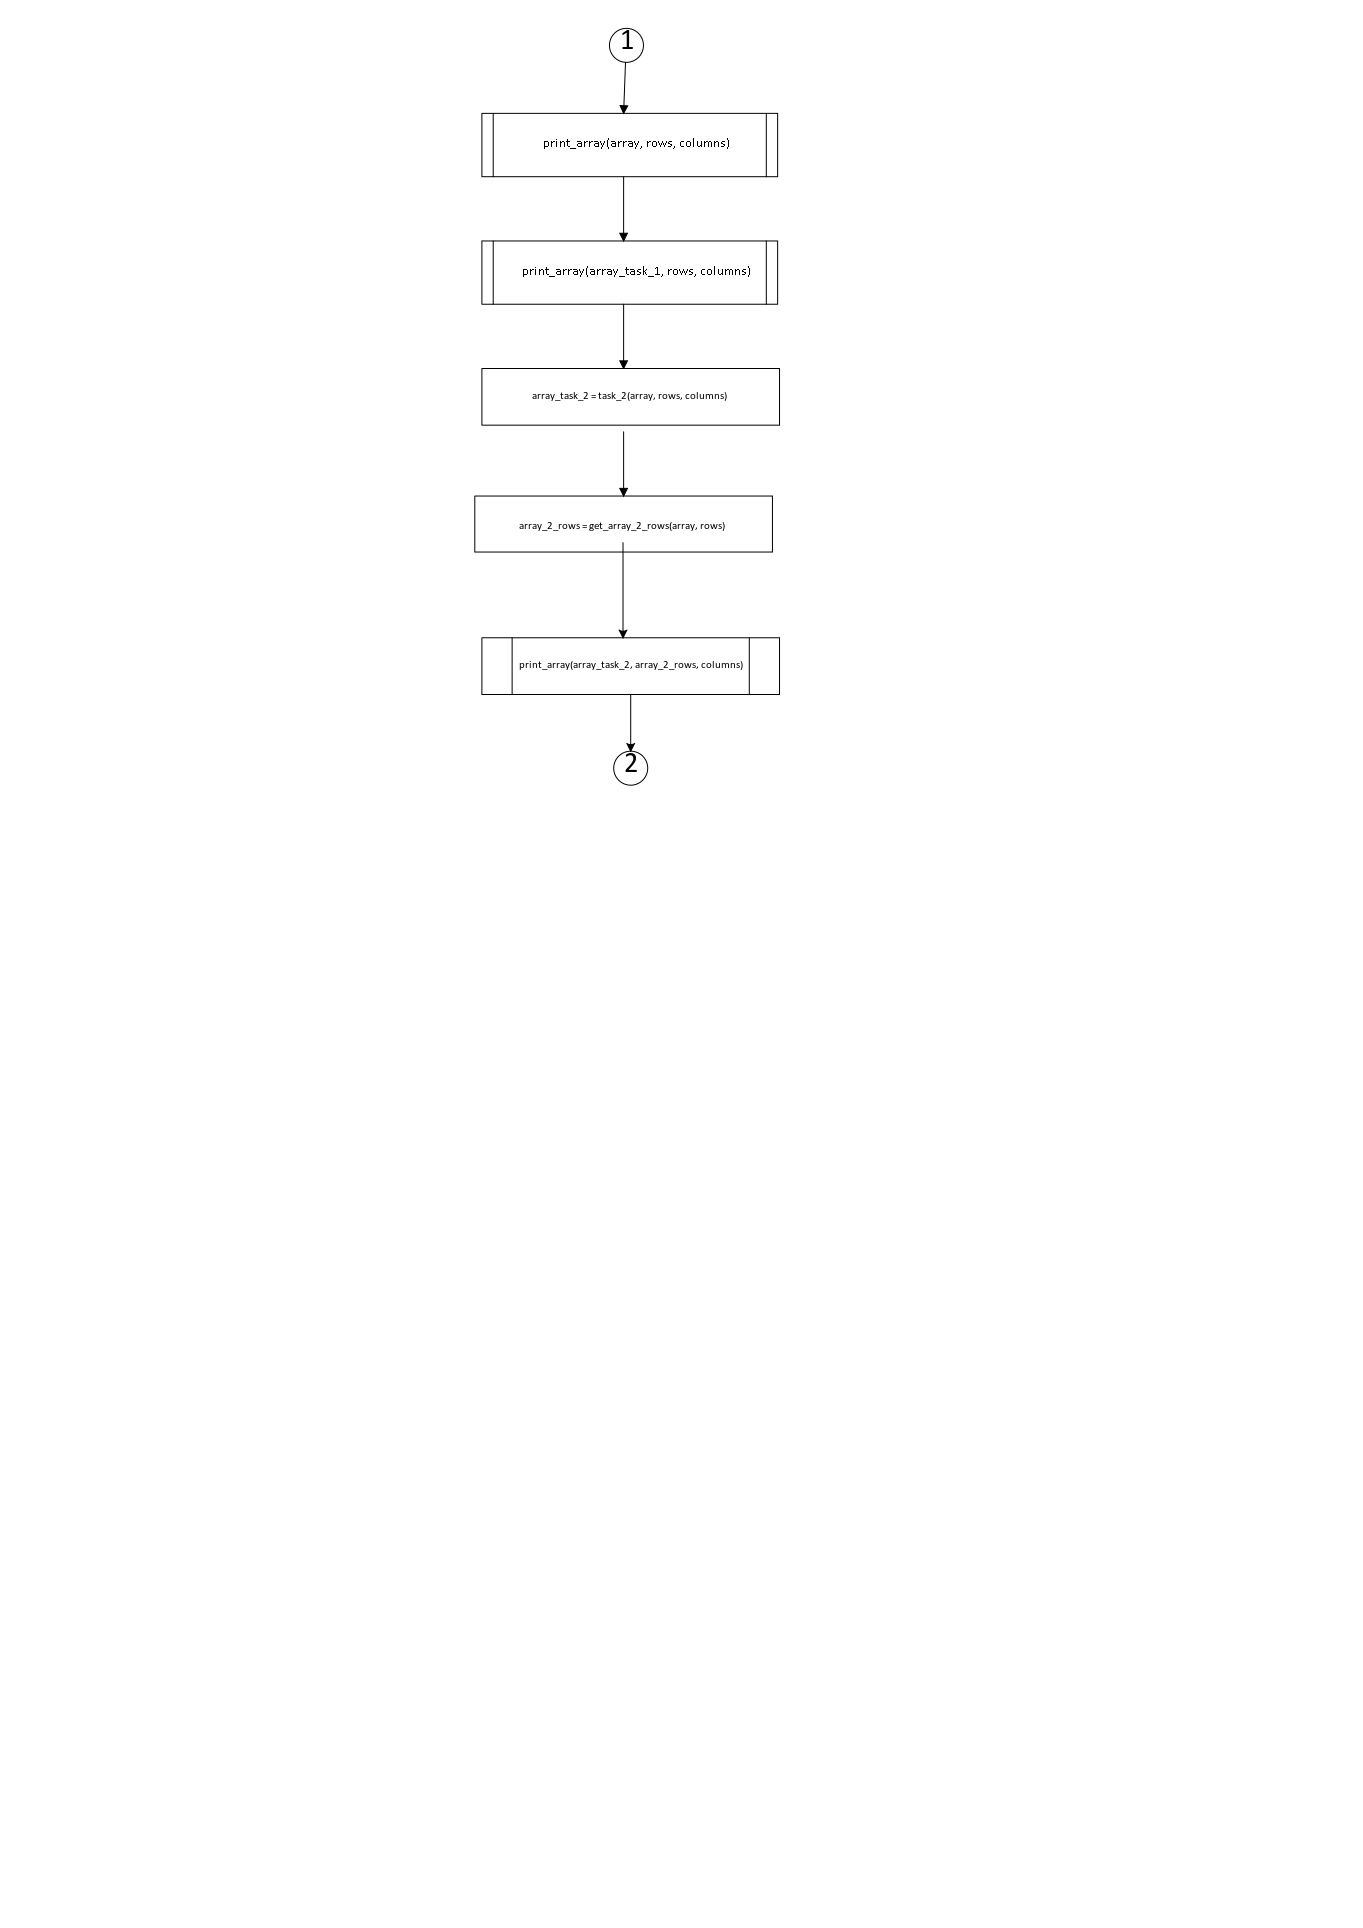 1
print_array(array, rows, columns)
print_array(array_task_1, rows, columns)
array_task_2 = task_2(array, rows, columns)
array_2_rows = get_array_2_rows(array, rows)
print_array(array_task_2, array_2_rows, columns)
2